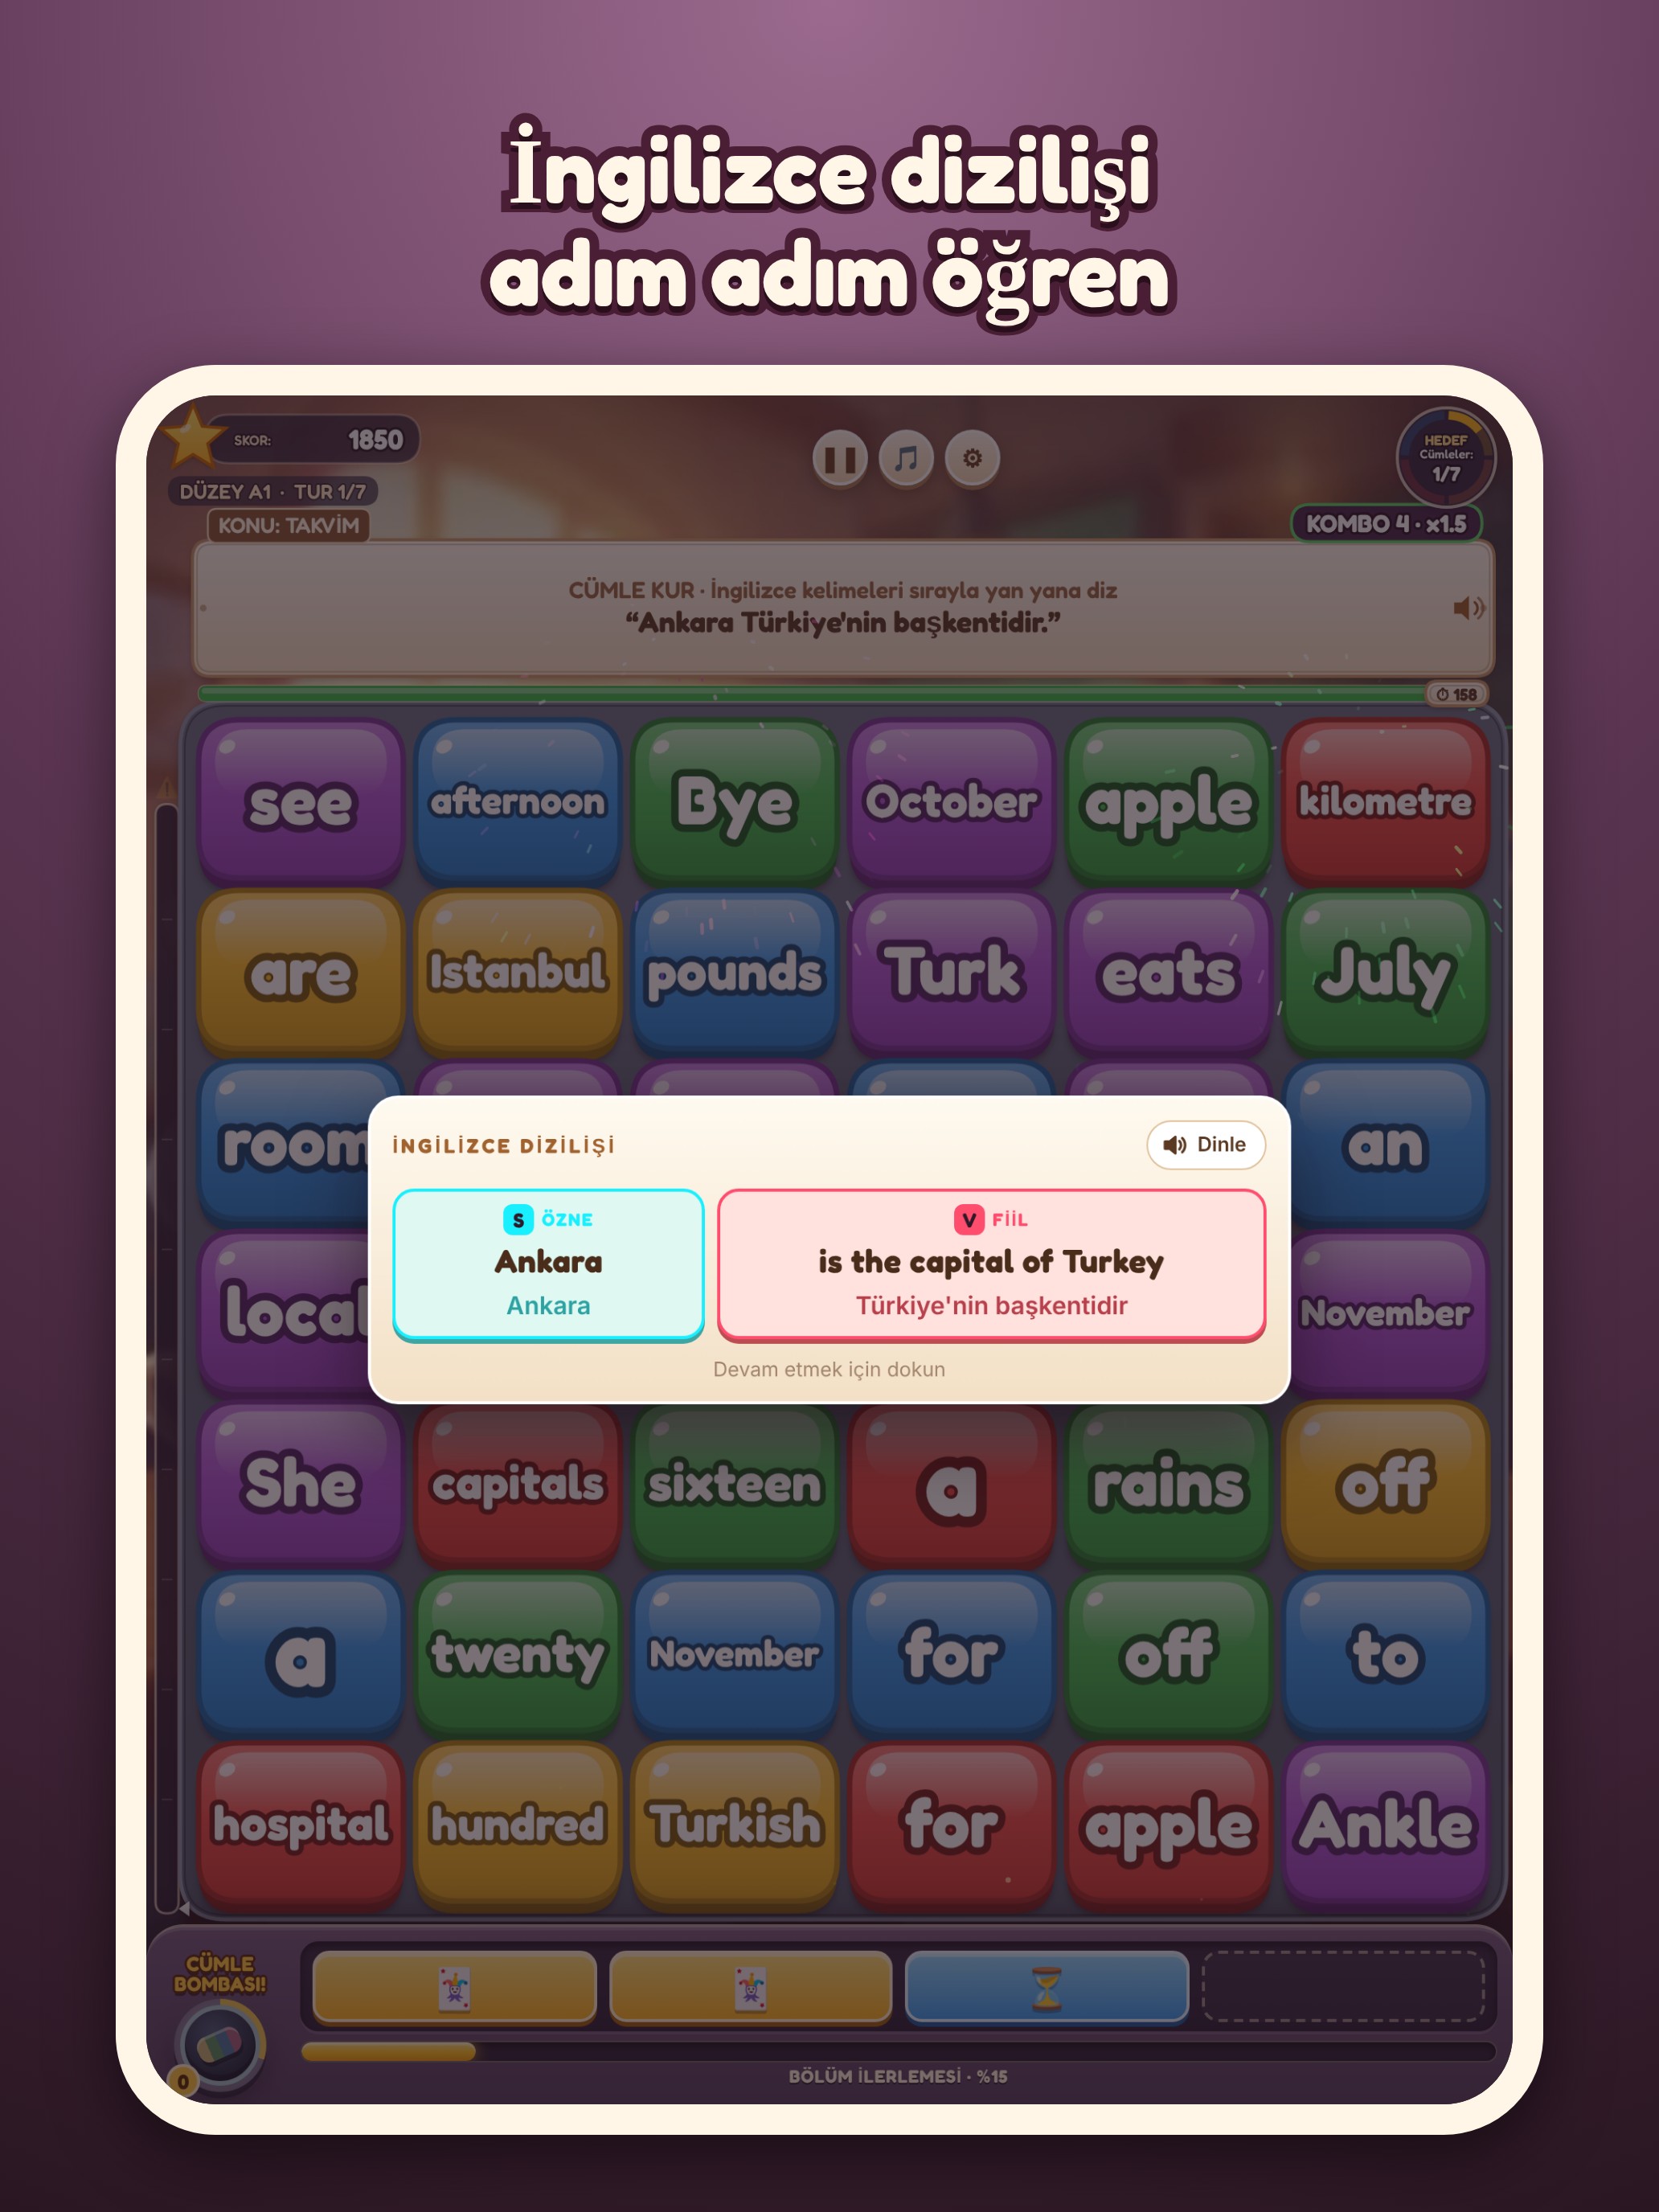 İngilizce dizilişi
adım adım öğren
SKOR: 1850
DÜZEY A1 · TUR 1/7
KONU: TAKVİM
HEDEF
Cümleler:
1/7
KOMBO 4 · x1.5
CÜMLE KUR · İngilizce kelimeleri sırayla yan yana diz
“Ankara Türkiye'nin başkentidir.”
158
see afternoon Bye October apple kilometre
are Istanbul pounds Turk eats July
room an
İNGİLİZCE DİZİLİŞİ Dinle
S ÖZNE V FİİL
Ankara is the capital of Turkey
Ankara Türkiye'nin başkentidir
Devam etmek için dokun
local November
She capitals sixteen a rains off
a twenty November for off to
hospital hundred Turkish for apple Ankle
CÜMLE
BOMBASI!
0
BÖLÜM İLERLEMESİ · %15